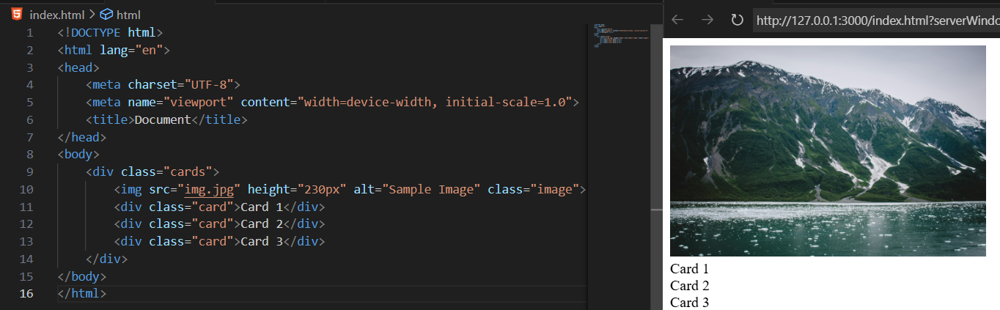 index.html > html
http://127.0.0.1:3000/index.html?serverWindo
1 <!DOCTYPE html>
2 <html lang="en">
3 <head>
4 <meta charset="UTF-8">
5 <meta name="viewport" content="width=device-width, initial-scale=1.0">
6 <title>Document</title>
7 </head>
8 <body>
9 <div class="cards">
10 <img src="img.jpg" height="230px" alt="Sample Image" class="image">
11 <div class="card">Card 1</div>
12 <div class="card">Card 2</div>
13 <div class="card">Card 3</div>
14 </div>
15 </body>
16 </html>
Card 1
Card 2
Card 3